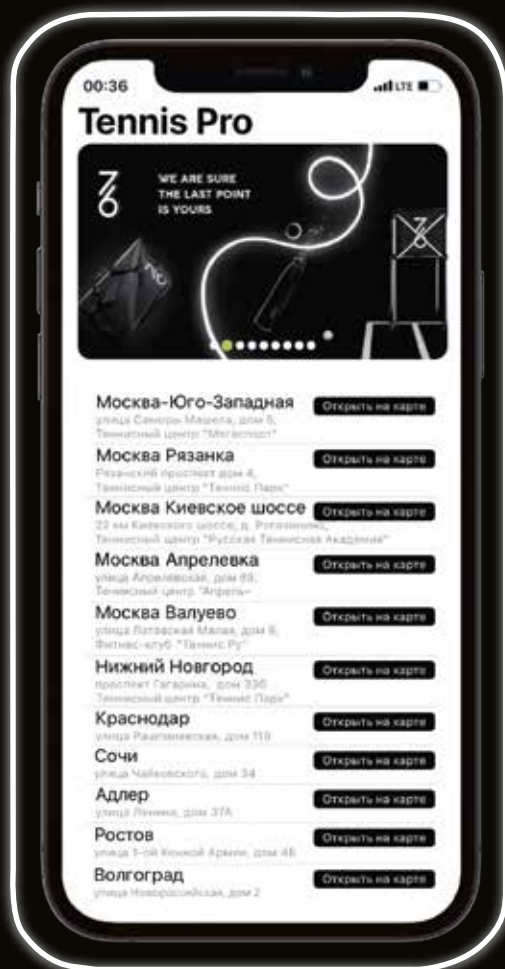 00:36
LTE
Tennis Pro
7/6
WE ARE SURE
THE LAST POINT
IS YOURS
7/6
Москва-Юго-Западная
Открыть на карте
улица Саморы Машела, дом 5,
Теннисный центр "Мегаспорт"
Москва Рязанка
Открыть на карте
Рязанский проспект дом 4,
Теннисный центр "Теннис Парк"
Москва Киевское шоссе
Открыть на карте
22 км Киевского шоссе, д.
Теннисный центр "Русская Теннисная Академия"
Москва Апрелевка
Открыть на карте
улица Апрелевская, дом
Теннисный центр "Апрель-
Москва Валуево
Открыть на карте
улица Лотовская Малая, дом
Фитнес-клуб "Теннис.Ру"
Нижний Новгород
Открыть на карте
проспект Гагарина, дом
Теннисный центр "Теннис Парк"
Краснодар
Открыть на карте
улица Рашпилевская, дом
Сочи
Открыть на карте
улица Чайковского, дом 34
Адлер
Открыть на карте
улица Ленина, дом 37А
Ростов
Открыть на карте
улица 1-ой Конной Армии, дом
Волгоград
Открыть на карте
улица Новороссийская, дом 2